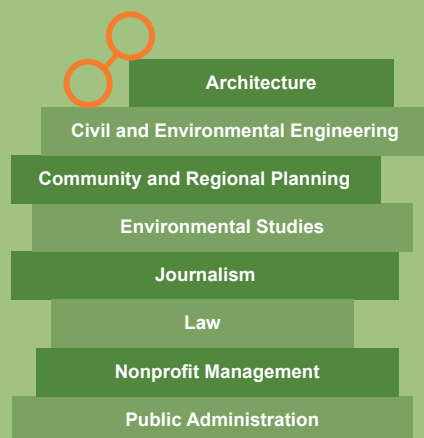 Architecture
Civil and Environmental Engineering
Community and Regional Planning
Environmental Studies
Journalism
Law
Nonprofit Management
Public Administration